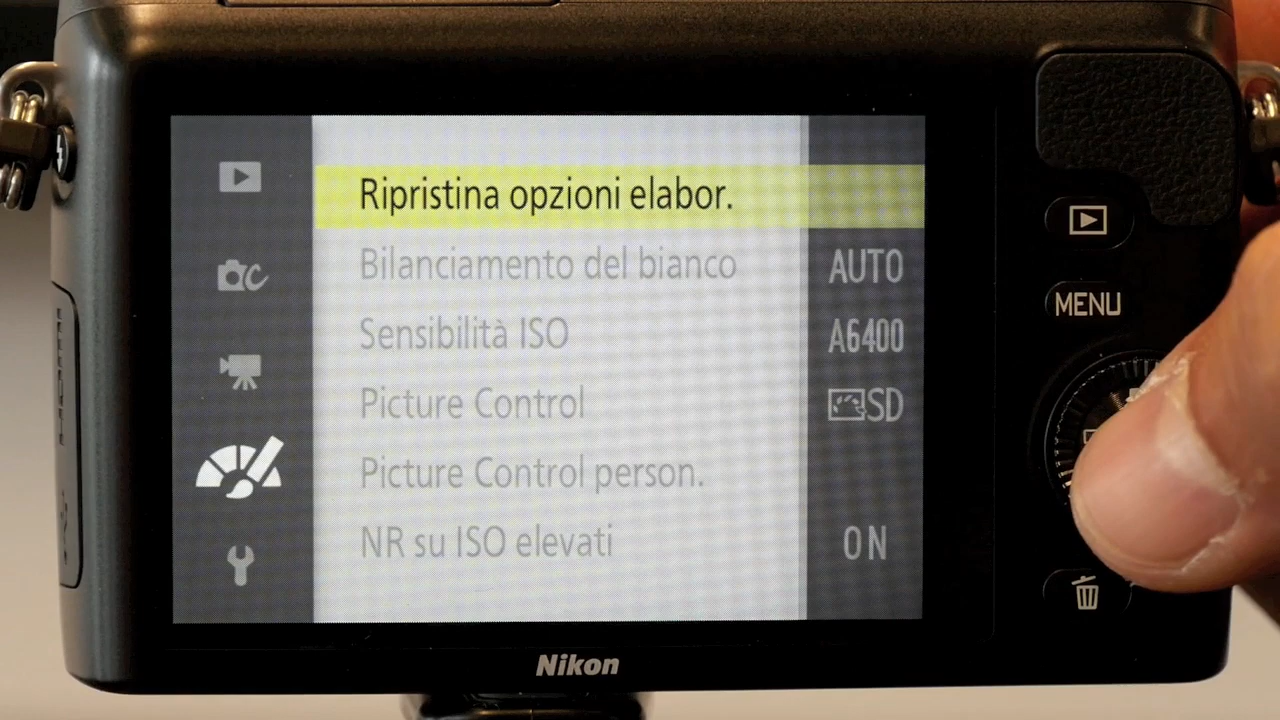 Ripristina opzioni elabor.
Bilanciamento del bianco AUTO
Sensibilità ISO A6400
Picture Control SD
Picture Control person.
NR su ISO elevati ON
MENU
Nikon